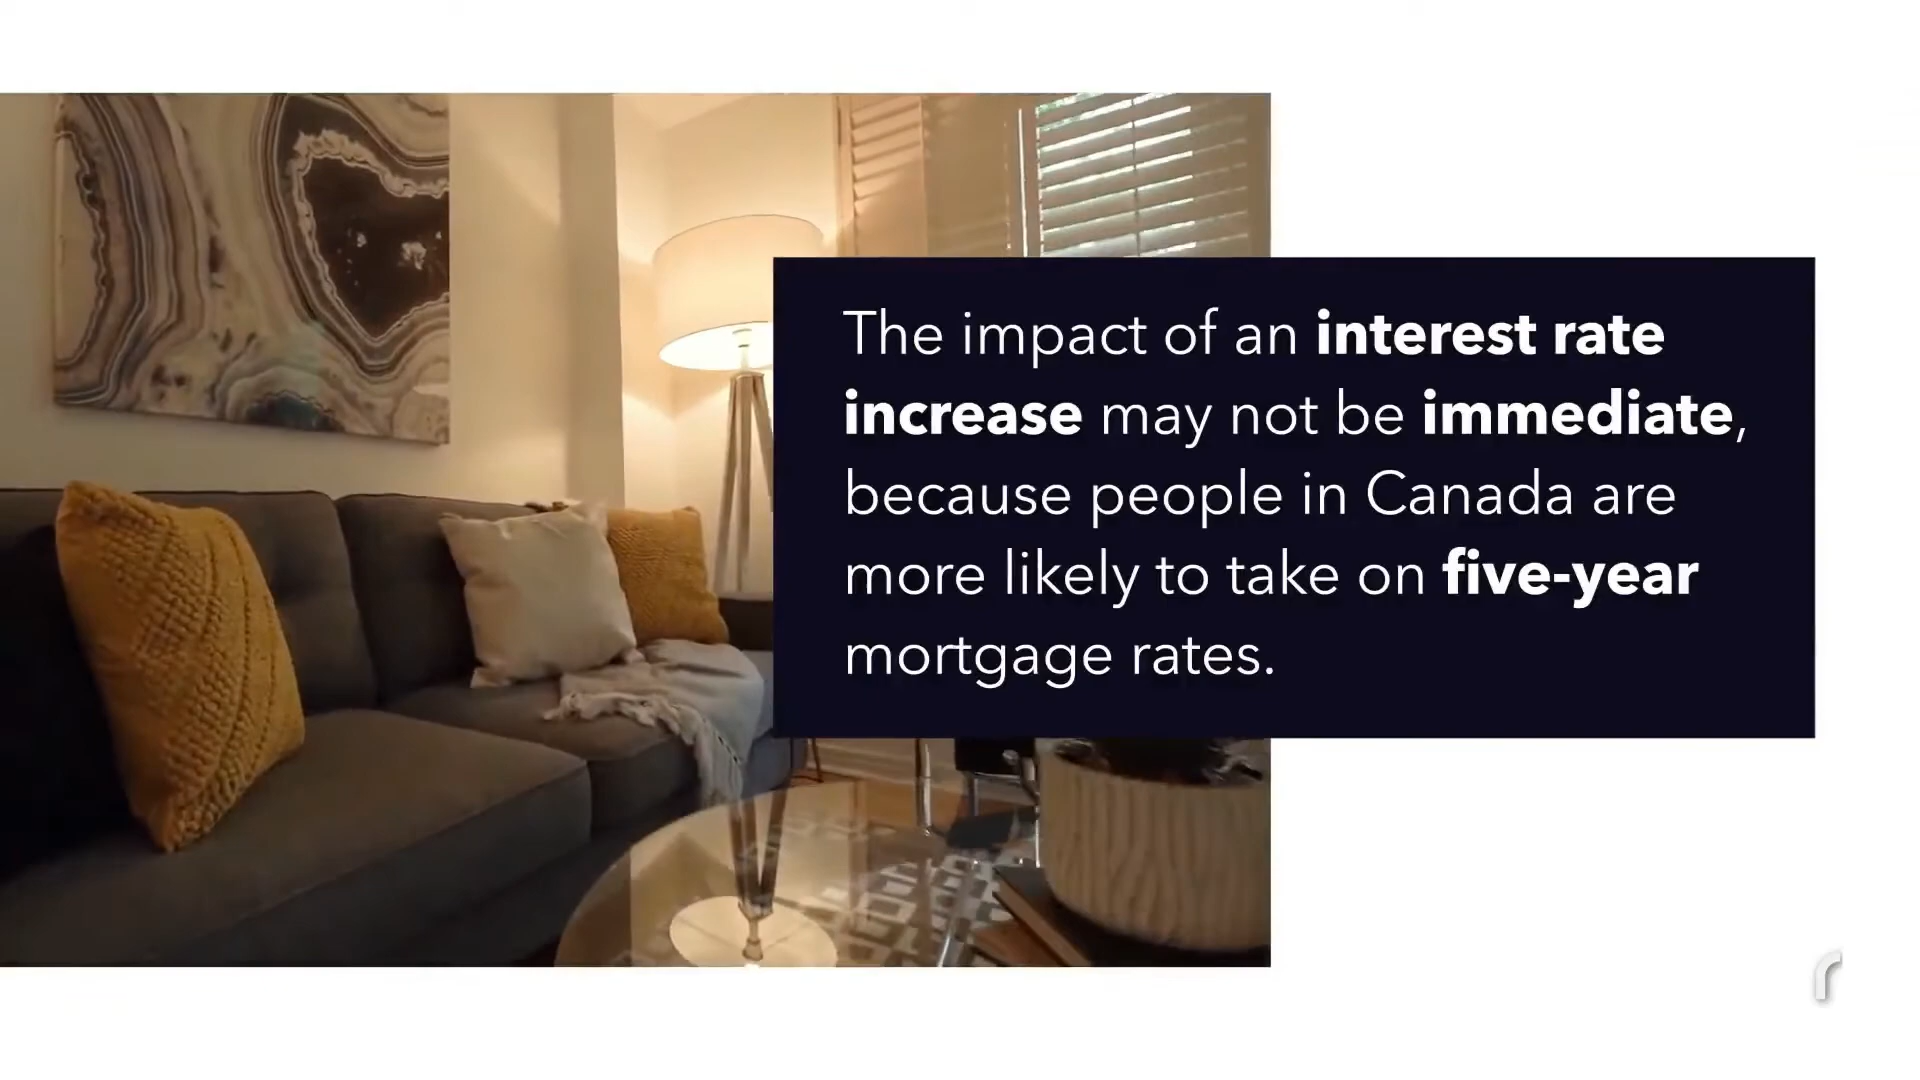 The impact of an interest rate
increase may not be immediate,
because people in Canada are
more likely to take on five-year
mortgage rates.
r